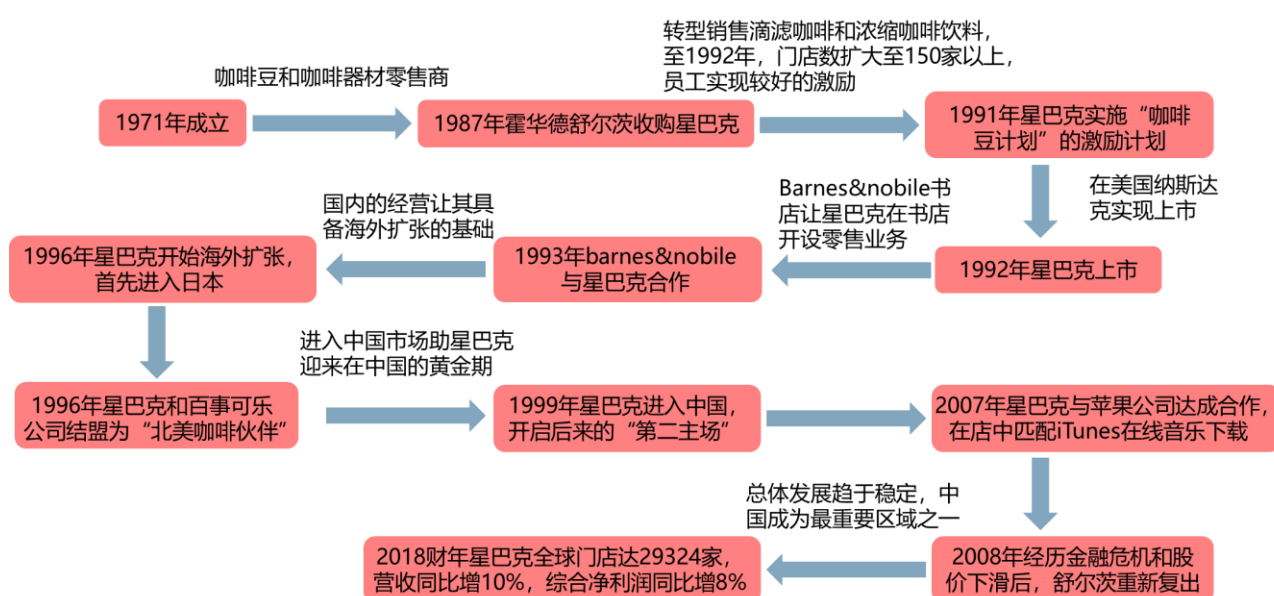 咖啡豆和咖啡器材零售商
转型销售滴滤咖啡和浓缩咖啡饮料，
至1992年，门店数扩大至150家以上，
员工实现较好的激励
1971年成立
1987年霍华德舒尔茨收购星巴克
1991年星巴克实施“咖啡
豆计划”的激励计划
在美国纳斯达
克实现上市
Barnes&nobile书
店让星巴克在书店
开设零售业务
国内的经营让其具
备海外扩张的基础
1992年星巴克上市
1993年barnes&nobile
与星巴克合作
1996年星巴克开始海外扩张，
首先进入日本
进入中国市场助星巴克
迎来在中国的黄金期
1996年星巴克和百事可乐
公司结盟为“北美咖啡伙伴”
1999年星巴克进入中国，
开启后来的“第二主场”
2007年星巴克与苹果公司达成合作，
在店中匹配iTunes在线音乐下载
总体发展趋于稳定，中
国成为最重要区域之一
2008年经历金融危机和股
价下滑后，舒尔茨重新复出
2018财年星巴克全球门店达29324家，
营收同比增10%，综合净利润同比增8%